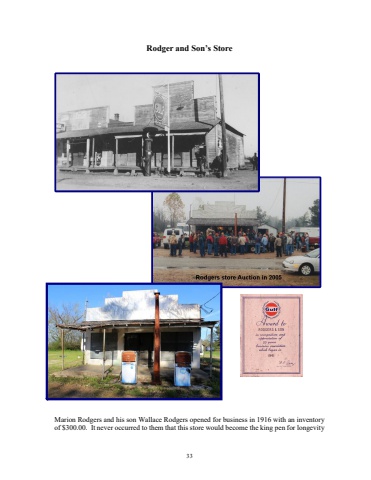 Rodger and Son's Store
Rodgers store Auction in 2005
Gulf
Award to
Marion Rodgers and his son Wallace Rodgers opened for business in 1916 with an inventory
of $300.00. It never occurred to them that this store would become the king pen for longevity
33